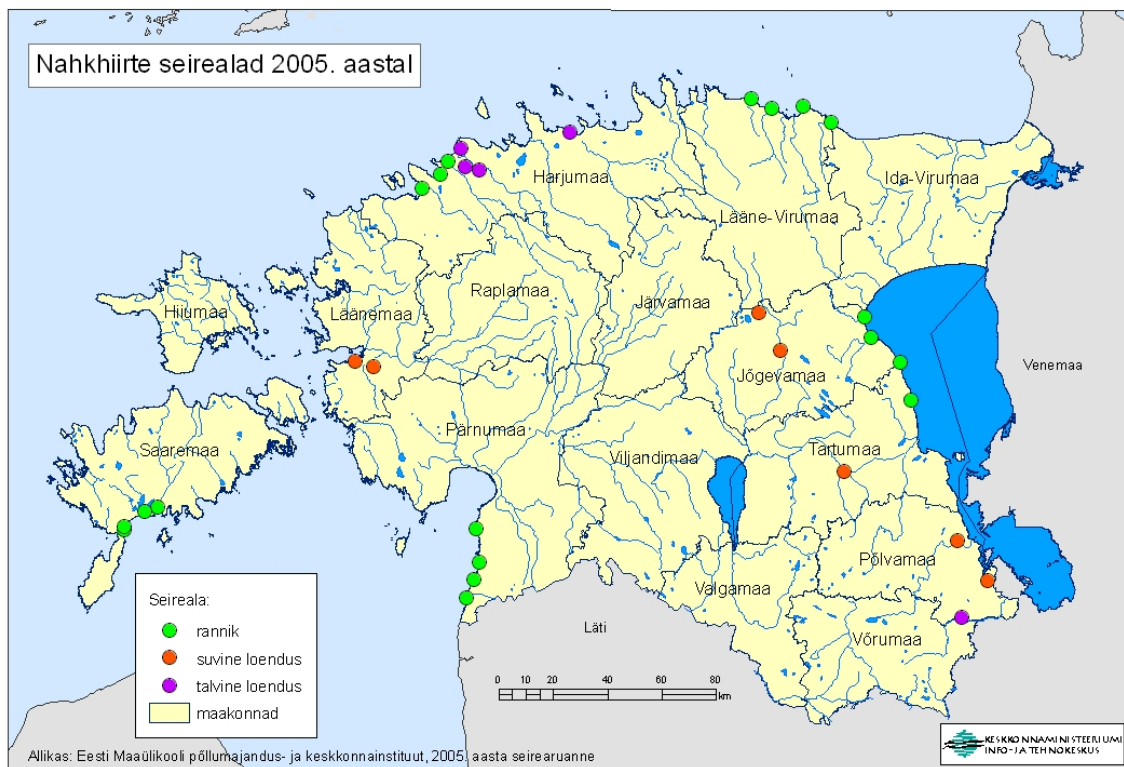 Nahkhiirte seirealad 2005. aastal
Harjumaa
Ida-Virumaa
Lääne-Virumaa
Raplamaa
Järvamaa
Hiiumaa
Läänemaa
Venemaa
Jõgevamaa
Pärnumaa
Saaremaa
Viljandimaa
Tartumaa
Põlvamaa
Valgamaa
Võrumaa
Läti
Seireala:
rannik
suvine loendus
talvine loendus
maakonnad
0 10 20 40 60 80
km
Allikas: Eesti Maaülikooli põllumajandus- ja keskkonnainstituut, 2005. aasta seirearuanne
KESKKONNAMINISTEERIUMI
INFO- JA TEHNOKESKUS